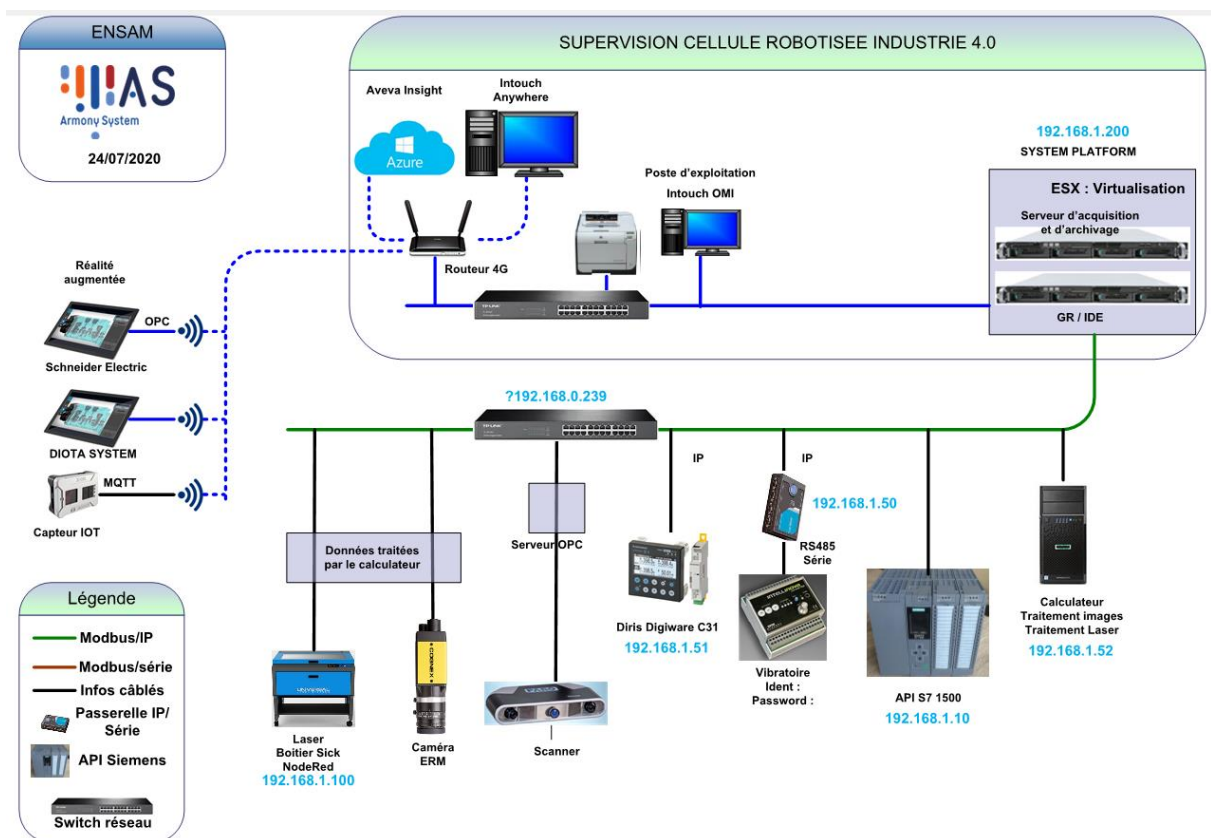 ENSAM
AS
Armony System
24/07/2020
SUPERVISION CELLULE ROBOTISEE INDUSTRIE 4.0
Aveva Insight
Intouch
Anywhere
Azure
Routeur 4G
Poste d'exploitation
Intouch OMI
192.168.1.200
SYSTEM PLATFORM
ESX : Virtualisation
Serveur d'acquisition
et d'archivage
GR / IDE
TP-LINK
Réalité
augmentée
OPC
Schneider Electric
DIOTA SYSTEM
MQTT
Capteur IOT
?192.168.0.239
TP-LINK
IP
IP
Données traitées
par le calculateur
Serveur OPC
192.168.1.50
RS485
Série
Diris Digiware C31
192.168.1.51
Vibratoire
Ident :
Password :
API S7 1500
192.168.1.10
Calculateur
Traitement images
Traitement Laser
192.168.1.52
Laser
Boitier Sick
NodeRed
192.168.1.100
COGNEX
Caméra
ERM
Scanner
Légende
Modbus/IP
Modbus/série
Infos câblés
Passerelle IP/
Série
API Siemens
Switch réseau